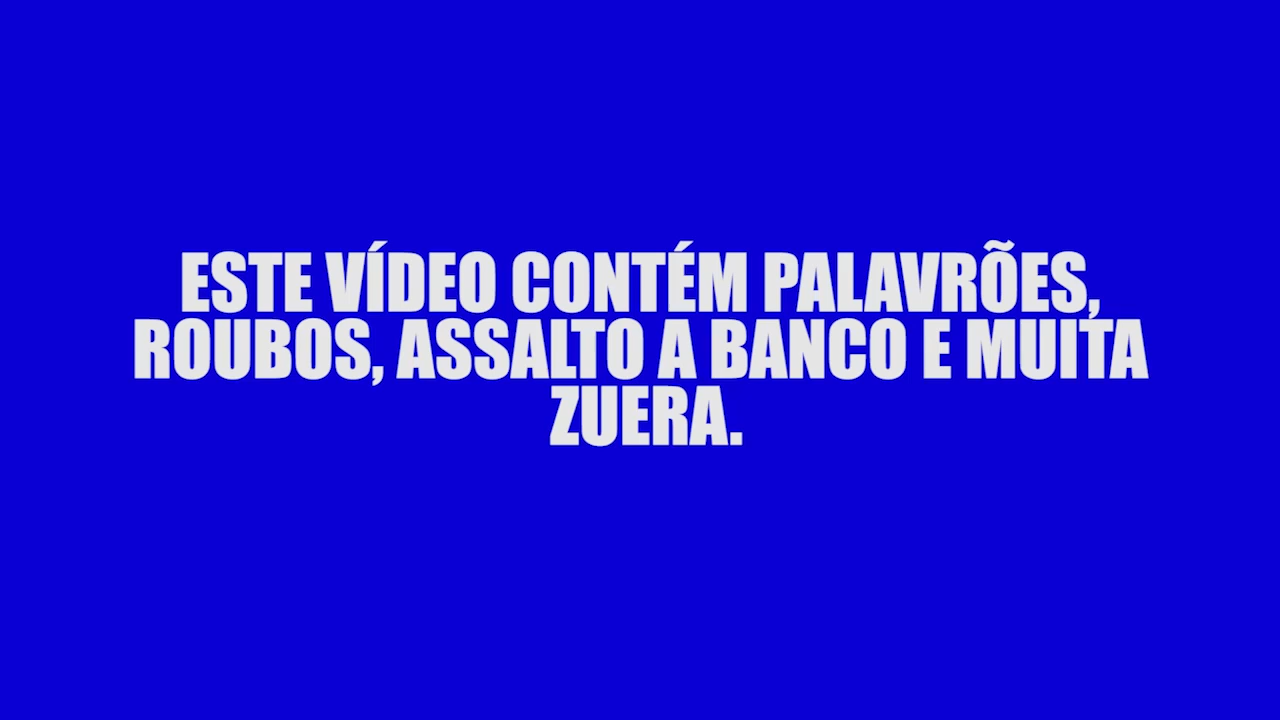 ESTE VÍDEO CONTÉM PALAVRÕES,
ROUBOS, ASSALTO A BANCO E MUITA
ZUERA.